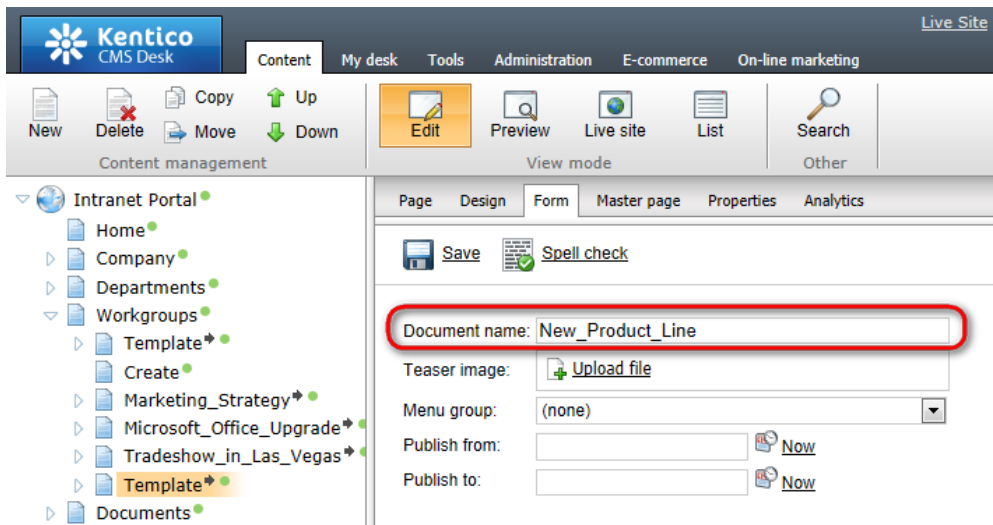 Live Site
Kentico
CMS Desk
Content My desk Tools Administration E-commerce On-line marketing
New Delete Copy Move Up Down
Content management
Edit Preview Live site List
View mode
Search
Other
Intranet Portal
Home
Company
Departments
Workgroups
Template
Create
Marketing_Strategy
Microsoft_Office_Upgrade
Tradeshow_in_Las_Vegas
Template
Documents
Page Design Form Master page Properties Analytics
Save Spell check
Document name: New_Product_Line
Teaser image: Upload file
Menu group: (none)
Publish from: Now
Publish to: Now